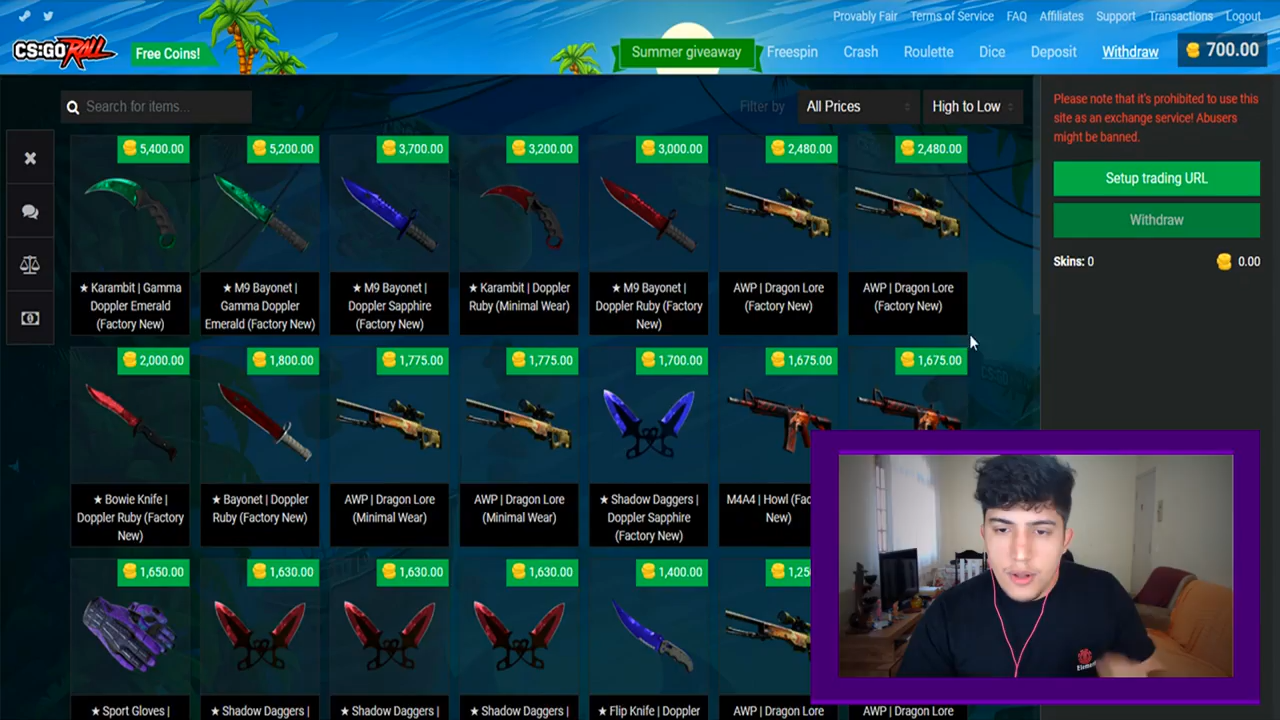 Provably Fair Terms of Service FAQ Affiliates Support Transactions Logout
CS:GO ROLL
Free Coins!
Summer giveaway
Freespin Crash Roulette Dice Deposit Withdraw
700.00
Search for items...
Filter by
All Prices
High to Low
Please note that it's prohibited to use this
site as an exchange service! Abusers
might be banned.
Setup trading URL
Withdraw
Skins: 0
0.00
5,400.00
★ Karambit | Gamma
Doppler Emerald
(Factory New)
5,200.00
★ M9 Bayonet |
Gamma Doppler
Emerald (Factory New)
3,700.00
★ M9 Bayonet |
Doppler Sapphire
(Factory New)
3,200.00
★ Karambit | Doppler
Ruby (Minimal Wear)
3,000.00
★ M9 Bayonet |
Doppler Ruby (Factory
New)
2,480.00
AWP | Dragon Lore
(Factory New)
2,480.00
AWP | Dragon Lore
(Factory New)
2,000.00
★ Bowie Knife |
Doppler Ruby (Factory
New)
1,800.00
★ Bayonet | Doppler
Ruby (Factory New)
1,775.00
AWP | Dragon Lore
(Minimal Wear)
1,775.00
AWP | Dragon Lore
(Minimal Wear)
1,700.00
★ Shadow Daggers |
Doppler Sapphire
(Factory New)
1,675.00
M4A4 | Howl (Fac
New)
1,675.00
1,650.00
★ Sport Gloves |
1,630.00
★ Shadow Daggers |
1,630.00
★ Shadow Daggers |
1,630.00
★ Shadow Daggers |
1,400.00
★ Flip Knife | Doppler
1,25
AWP | Dragon Lore
AWP | Dragon Lore
Element